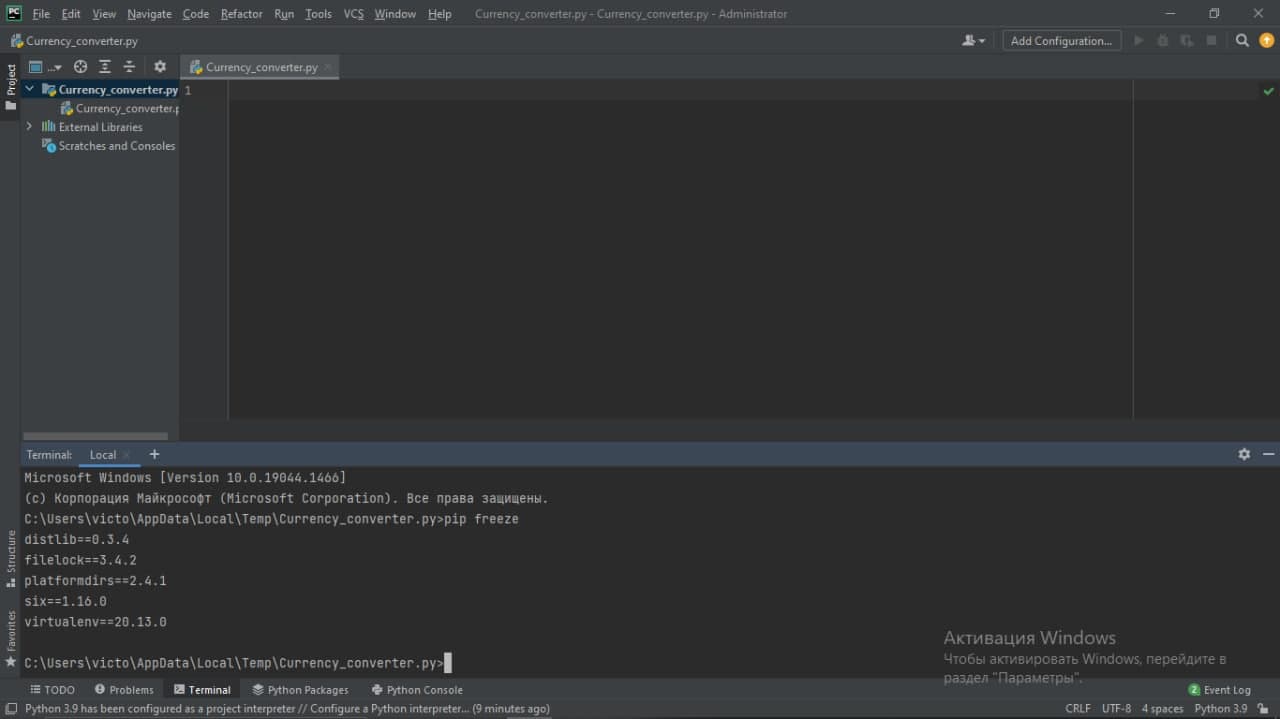 PC File Edit View Navigate Code Refactor Run Tools VCS Window Help Currency_converter.py - Currency_converter.py - Administrator
Currency_converter.py Add Configuration...
Project
... Currency_converter.py
Currency_converter.py 1
Currency_converter.p
External Libraries
Scratches and Consoles
Terminal: Local +
Microsoft Windows [Version 10.0.19044.1466]
(c) Корпорация Майкрософт (Microsoft Corporation). Все права защищены.
C:\Users\victo\AppData\Local\Temp\Currency_converter.py>pip freeze
distlib==0.3.4
filelock==3.4.2
platformdirs==2.4.1
six==1.16.0
virtualenv==20.13.0
C:\Users\victo\AppData\Local\Temp\Currency_converter.py>
Structure
Favorites
Активация Windows
Чтобы активировать Windows, перейдите в
раздел "Параметры".
TODO Problems Terminal Python Packages Python Console 2 Event Log
Python 3.9 has been configured as a project interpreter // Configure a Python interpreter... (9 minutes ago) CRLF UTF-8 4 spaces Python 3.9